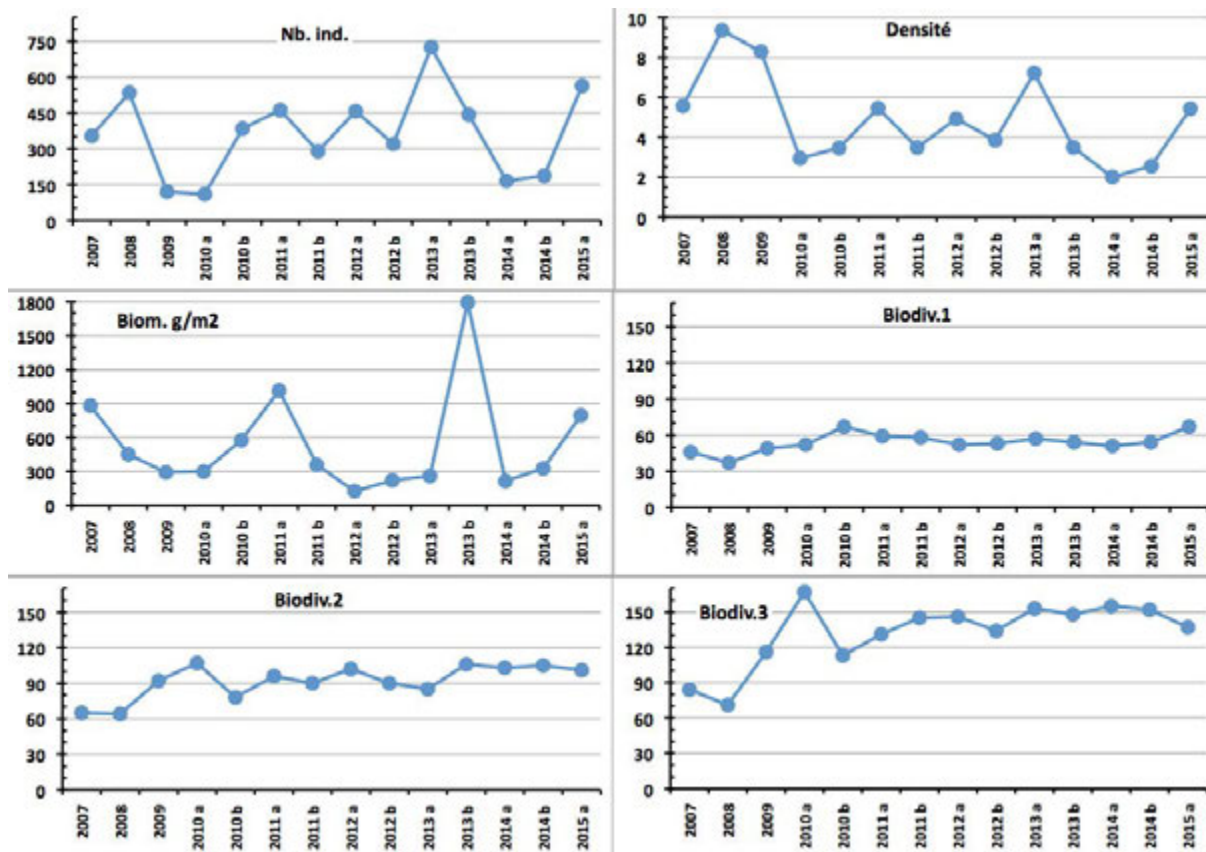 Nb. ind.
750
600
450
300
150
0
2007
2008
2009
2010 a
2010 b
2011 a
2011 b
2012 a
2012 b
2013 a
2013 b
2014 a
2014 b
2015 a
Densité
10
8
6
4
2
0
2007
2008
2009
2010 a
2010 b
2011 a
2011 b
2012 a
2012 b
2013 a
2013 b
2014 a
2014 b
2015 a
Biom. g/m2
1800
1500
1200
900
600
300
0
2007
2008
2009
2010 a
2010 b
2011 a
2011 b
2012 a
2012 b
2013 a
2013 b
2014 a
2014 b
2015 a
Biodiv.1
150
120
90
60
30
0
2007
2008
2009
2010 a
2010 b
2011 a
2011 b
2012 a
2012 b
2013 a
2013 b
2014 a
2014 b
2015 a
Biodiv.2
150
120
90
60
30
0
2007
2008
2009
2010 a
2010 b
2011 a
2011 b
2012 a
2012 b
2013 a
2013 b
2014 a
2014 b
2015 a
Biodiv.3
150
120
90
60
30
0
2007
2008
2009
2010 a
2010 b
2011 a
2011 b
2012 a
2012 b
2013 a
2013 b
2014 a
2014 b
2015 a